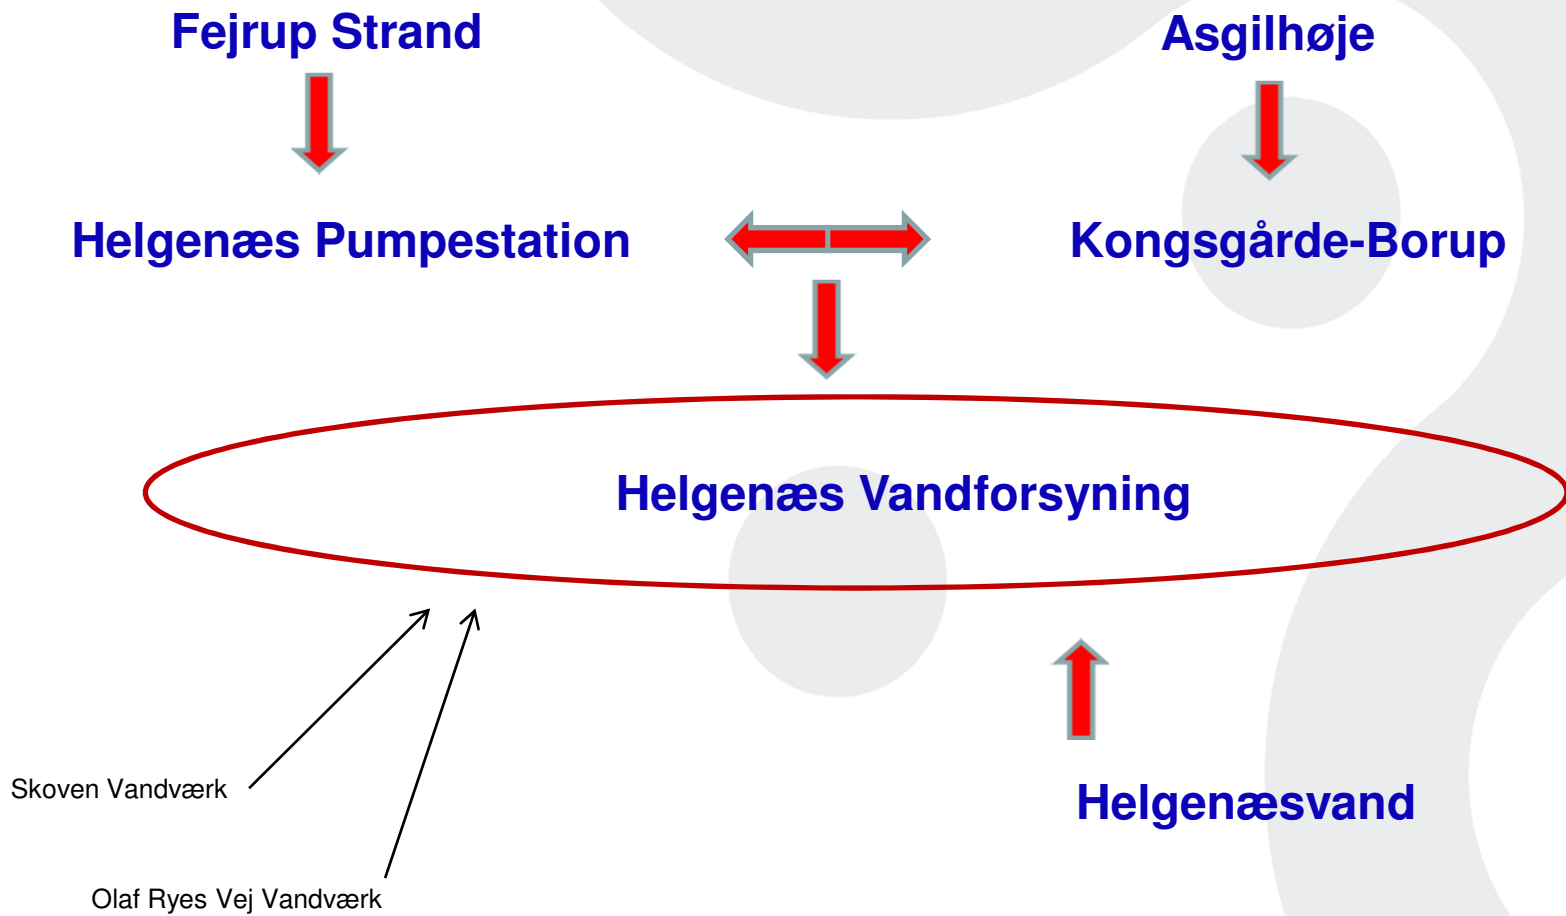 Fejrup Strand
Asgilhøje
Helgenæs Pumpestation
Kongsgårde-Borup
Helgenæs Vandforsyning
Skoven Vandværk
Helgenæsvand
Olaf Ryes Vej Vandværk